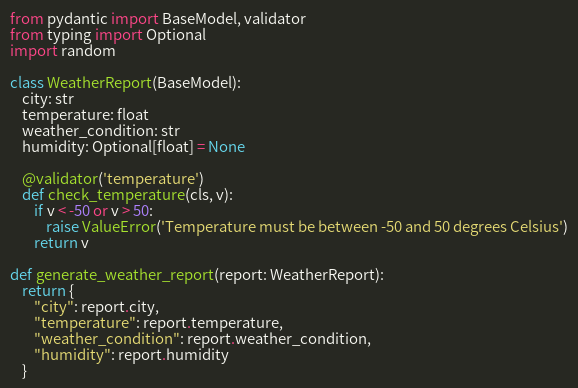 from pydantic import BaseModel, validator
from typing import Optional
import random

class WeatherReport(BaseModel):
    city: str
    temperature: float
    weather_condition: str
    humidity: Optional[float] = None

    @validator('temperature')
    def check_temperature(cls, v):
        if v < -50 or v > 50:
            raise ValueError('Temperature must be between -50 and 50 degrees Celsius')
        return v

def generate_weather_report(report: WeatherReport):
    return {
        "city": report.city,
        "temperature": report.temperature,
        "weather_condition": report.weather_condition,
        "humidity": report.humidity
    }